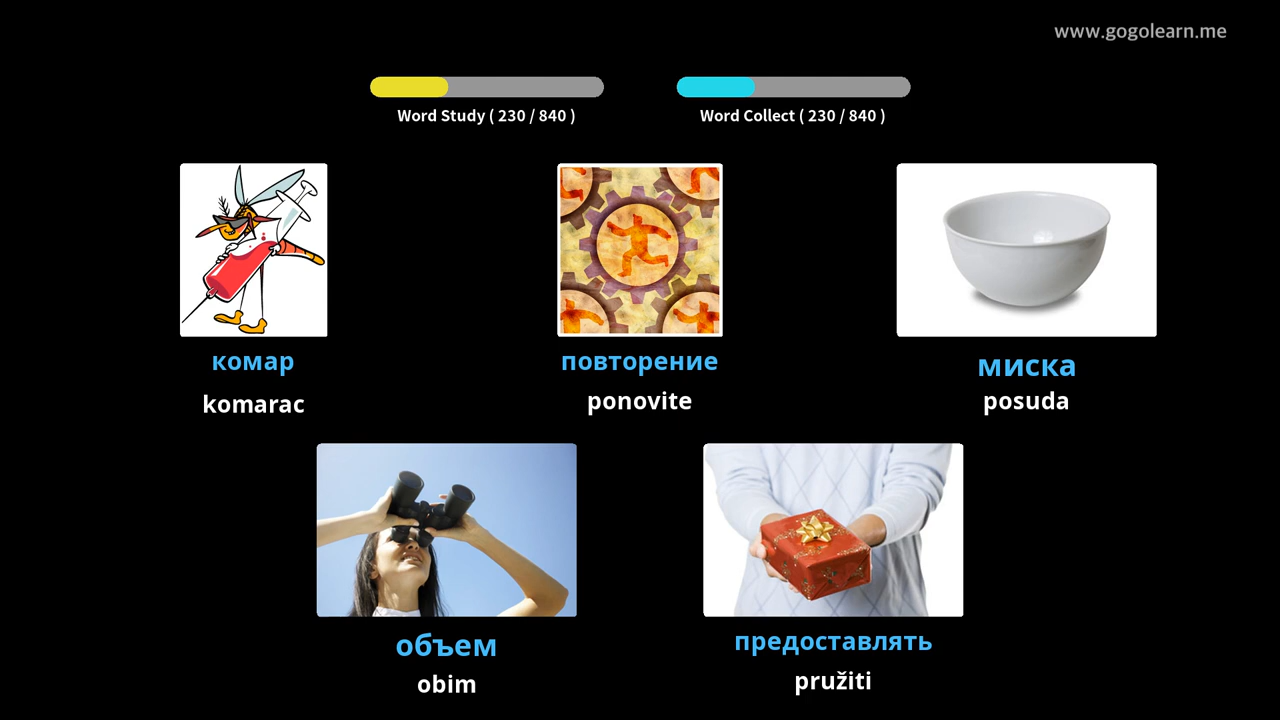 www.gogolearn.me
Word Study ( 230 / 840 )
Word Collect ( 230 / 840 )
комар
komarac
повторение
ponovite
миска
posuda
объем
obim
предоставлять
pružiti